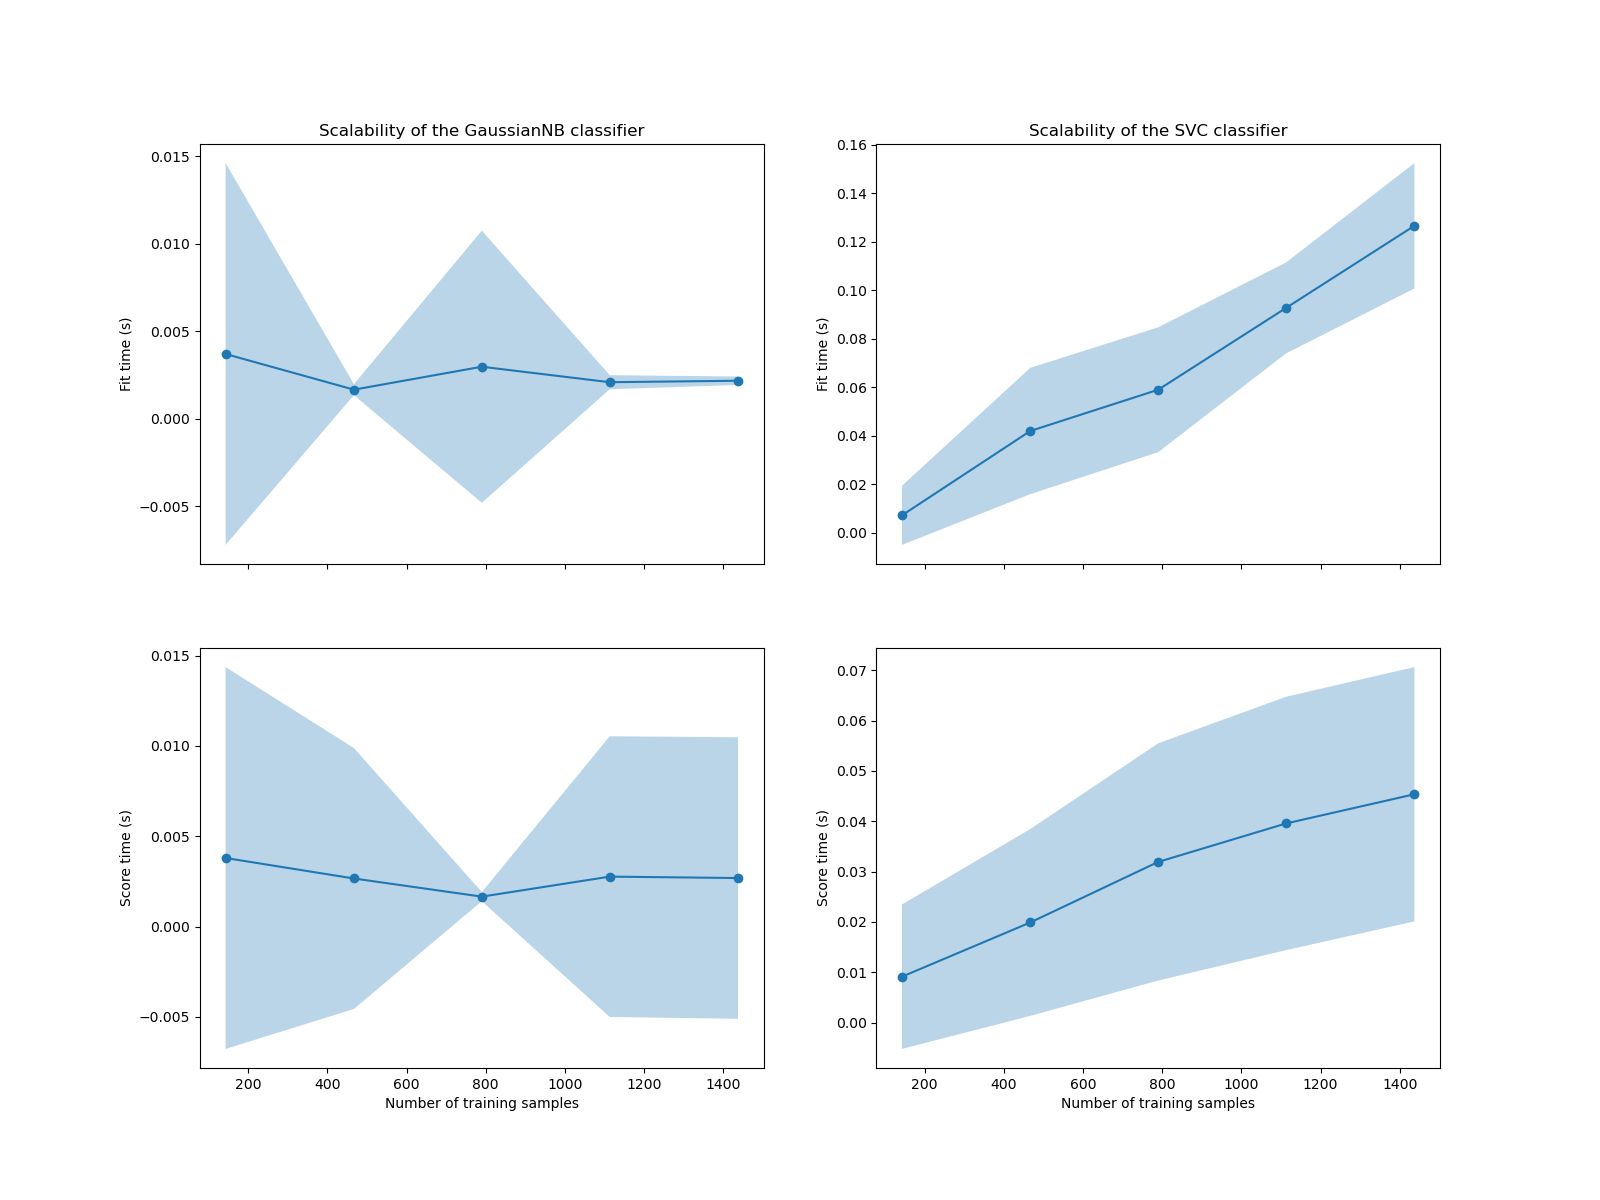 Scalability of the GaussianNB classifier
0.015
0.010
0.005
0.000
−0.005
Fit time (s)
Scalability of the SVC classifier
0.16
0.14
0.12
0.10
0.08
0.06
0.04
0.02
0.00
Fit time (s)
0.015
0.010
0.005
0.000
−0.005
Score time (s)
200 400 600 800 1000 1200 1400
Number of training samples
0.07
0.06
0.05
0.04
0.03
0.02
0.01
0.00
Score time (s)
200 400 600 800 1000 1200 1400
Number of training samples